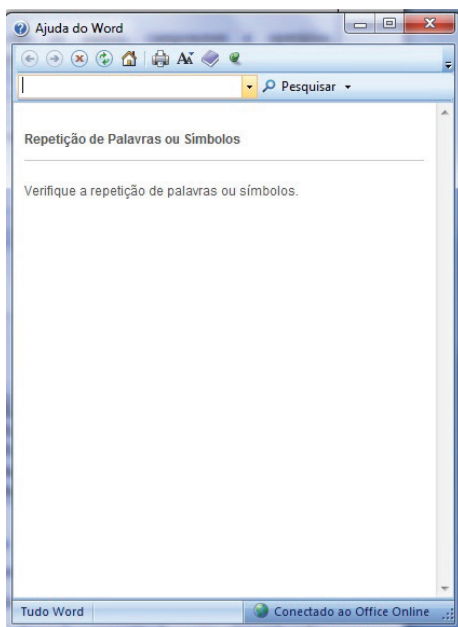 Ajuda do Word
Pesquisar
Repetição de Palavras ou Símbolos
Verifique a repetição de palavras ou símbolos.
Tudo Word
Conectado ao Office Online